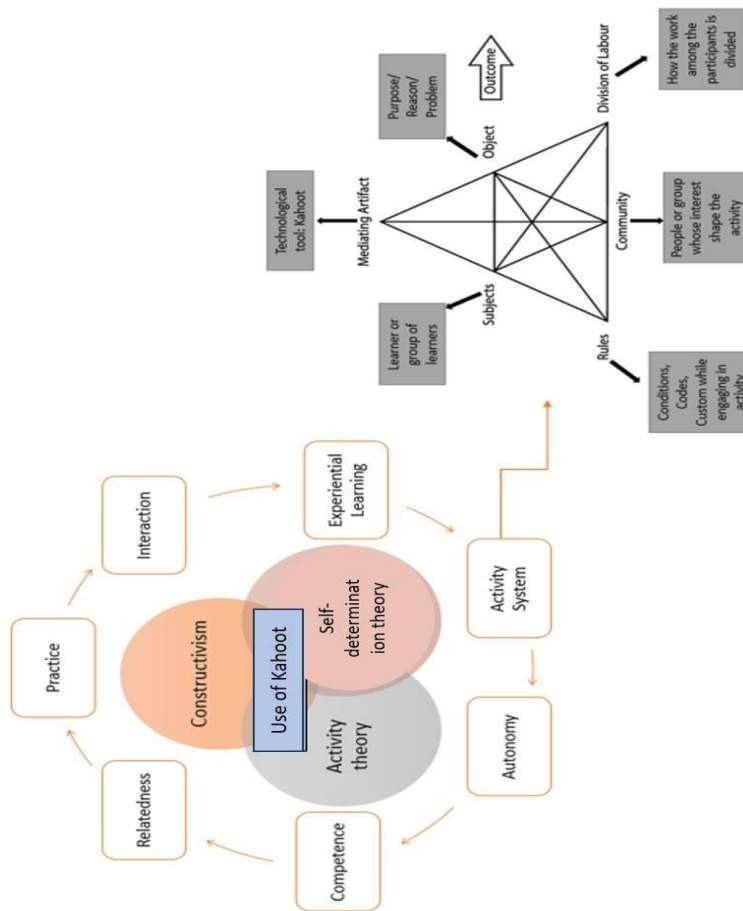 Practice
Interaction
Experiential
Learning
Activity
System
Autonomy
Competence
Relatedness
Constructivism
Use of Kahoot
Activity
theory
Self-
determinat
ion theory
Technological
tool: Kahoot
Mediating Artifact
Learner or
group of
learners
Subjects
Purpose/
Reason/
Problem
Object
Outcome
Rules
Community
Division of Labour
Conditions,
Codes,
Custom while
engaging in
activity
People or group
whose interest
shape the
activity
How the work
among the
participants is
divided